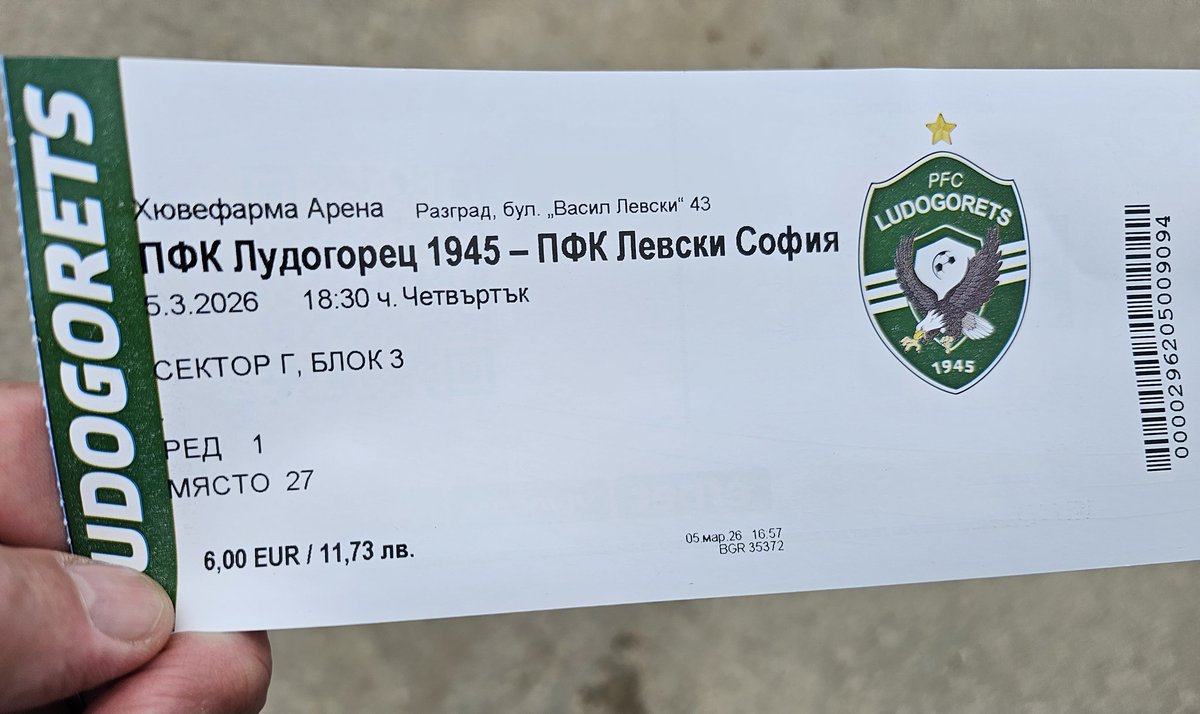 LUDOGORETS
Хювефарма Арена Разград, бул. „Васил Левски“ 43
ПФК Лудогорец 1945 – ПФК Левски София
5.3.2026 18:30 ч. Четвъртък
СЕКТОР Г, БЛОК 3
РЕД 1
МЯСТО 27
6,00 EUR / 11,73 лв.
05.мар.26 16:57
BGR 35372
PFC
LUDOGORETS
1945
0000296205009094